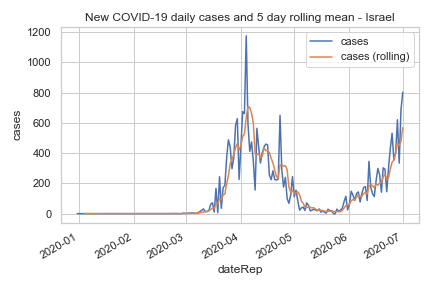 New COVID-19 daily cases and 5 day rolling mean - Israel
cases
cases (rolling)
1200
1000
800
600
400
200
0
cases
2020-01
2020-02
2020-03
2020-04
2020-05
2020-06
2020-07
dateRep